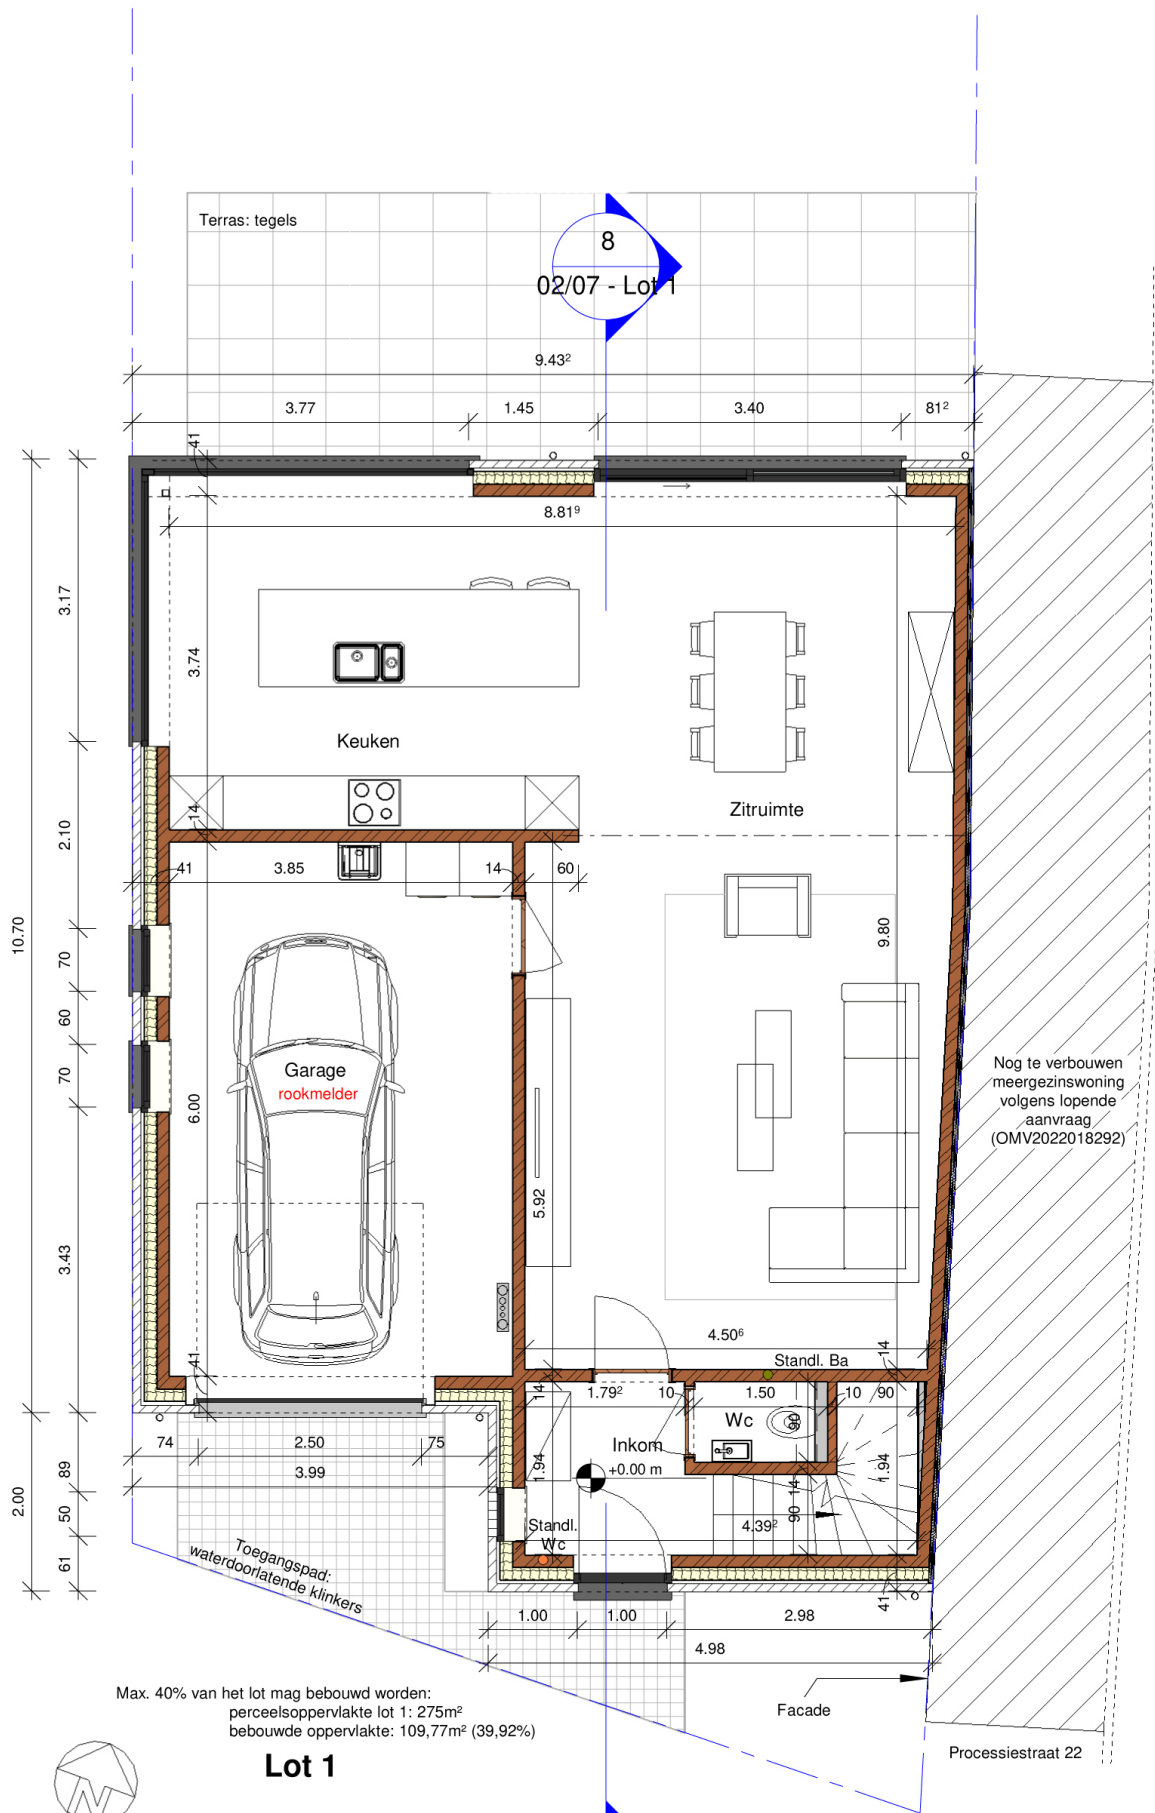 Terras: tegels
8
02/07 - Lot 1
9.43²
3.77
1.45
3.40
81²
41
8.81⁹
3.17
3.74
Keuken
Zitruimte
14
2.10
41
3.85
14
60
10.70
70
9.80
60
Garage
rookmelder
70
6.00
Nog te verbouwen
meergezinswoning
volgens lopende
aanvraag
(OMV2022018292)
5.92
3.43
4.50⁶
14
Standl. Ba
41
14
1.79²
10
1.50
10
90
Wc
90
74
2.50
75
Inkom
+0.00 m
1.94
1.94
3.99
89
2.00
50
14
90
4.39²
Standl.
Wc
61
Toegangspad:
waterdoorlatende klinkers
41
1.00
1.00
2.98
4.98
Max. 40% van het lot mag bebouwd worden:
perceelsoppervlakte lot 1: 275m²
bebouwde oppervlakte: 109,77m² (39,92%)
Facade
Lot 1
Processiestraat 22
N